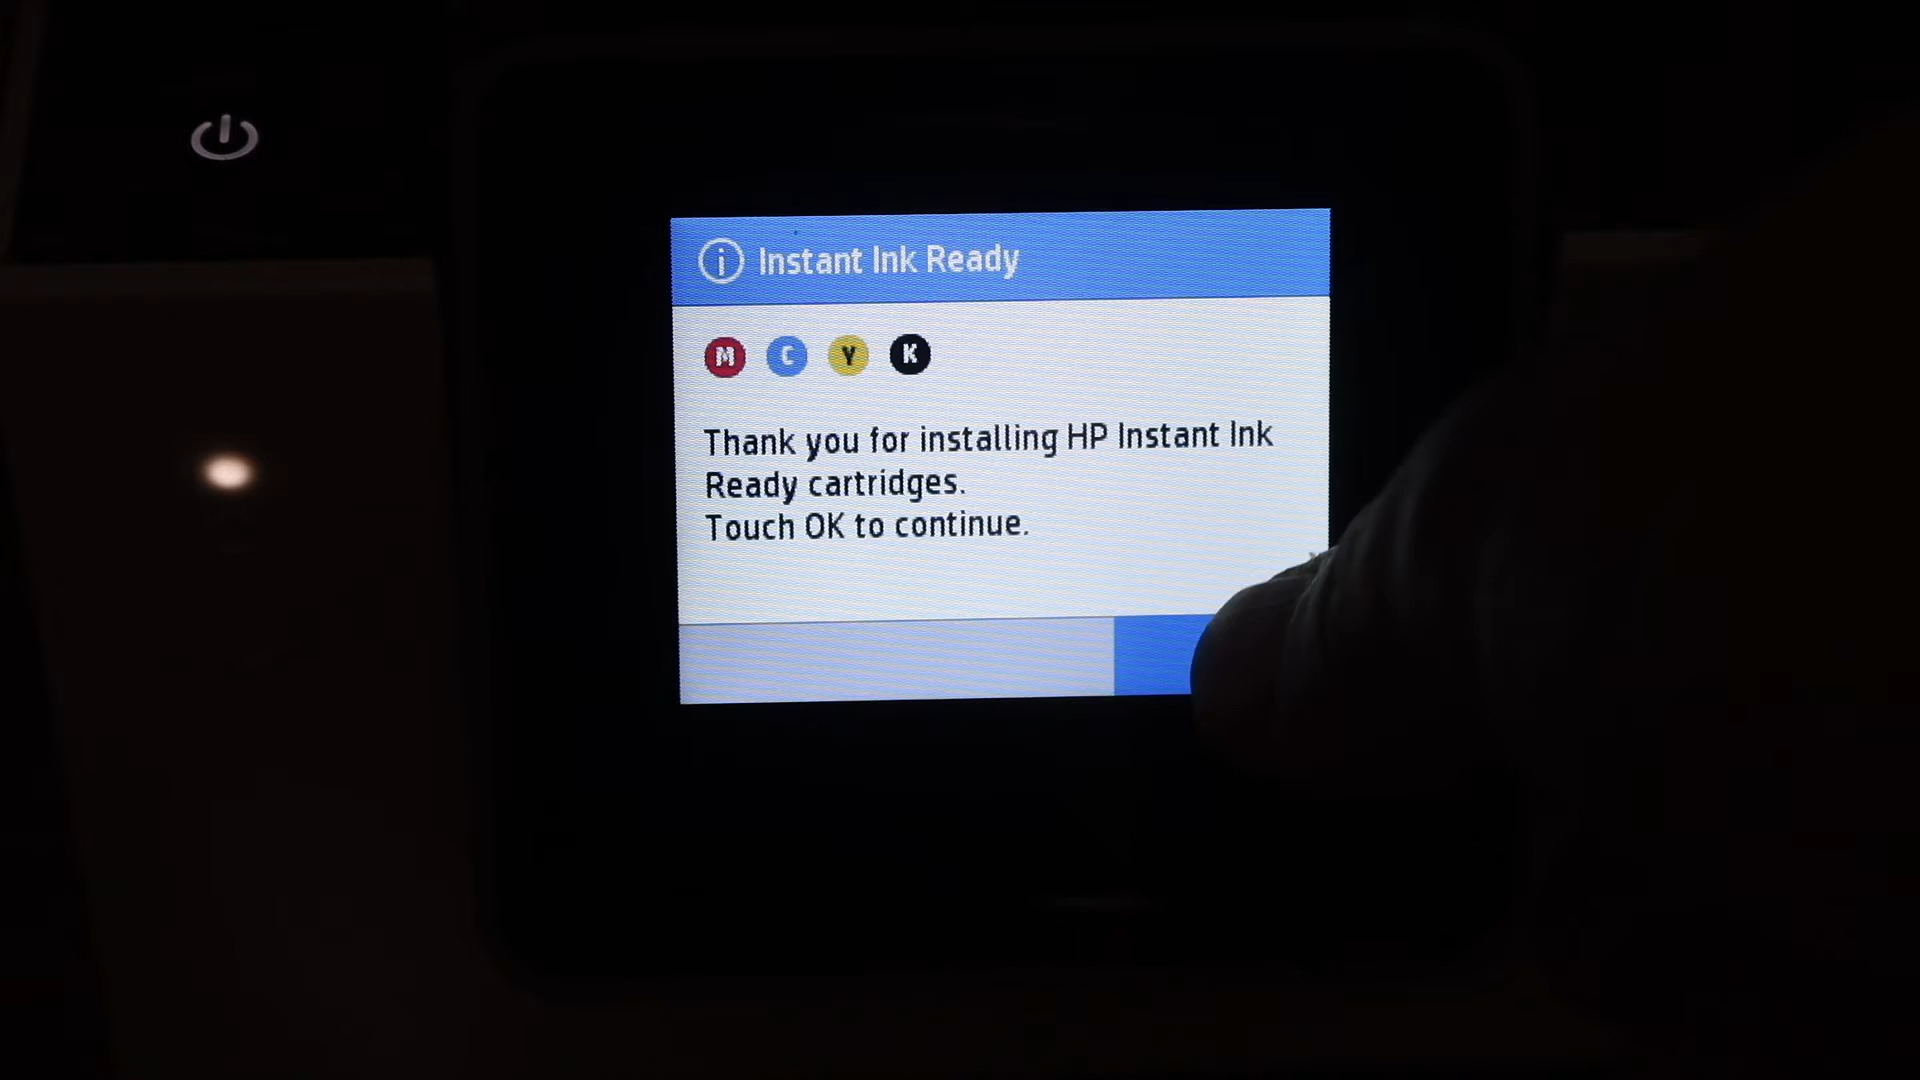 Instant Ink Ready
M C Y K
Thank you for installing HP Instant Ink
Ready cartridges.
Touch OK to continue.